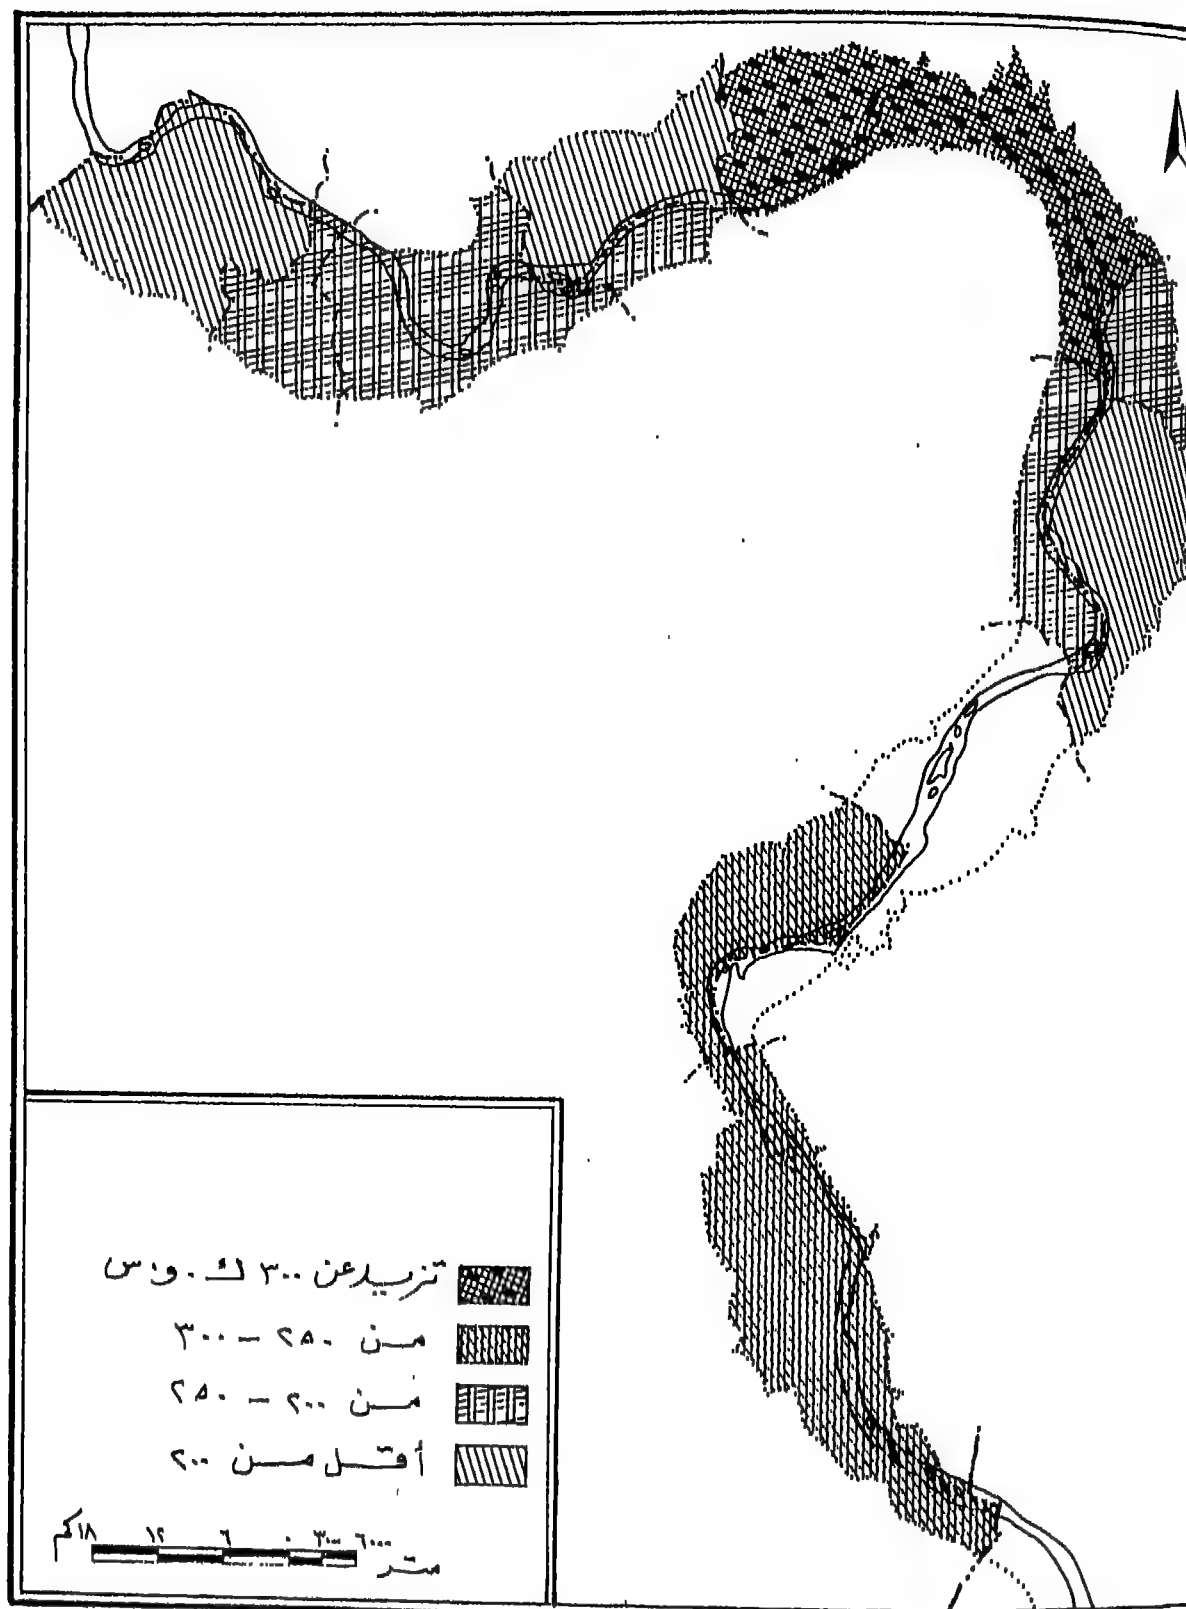 تزيد عن ٣٠٠ ك . و . س
من ٢٥٠ – ٣٠٠
من ٢٠٠ – ٢٥٠
أقل من ٢٠٠
١٨كم ١٢ ٦ ٠ ٣٠٠٠ ٦٠٠٠ متر